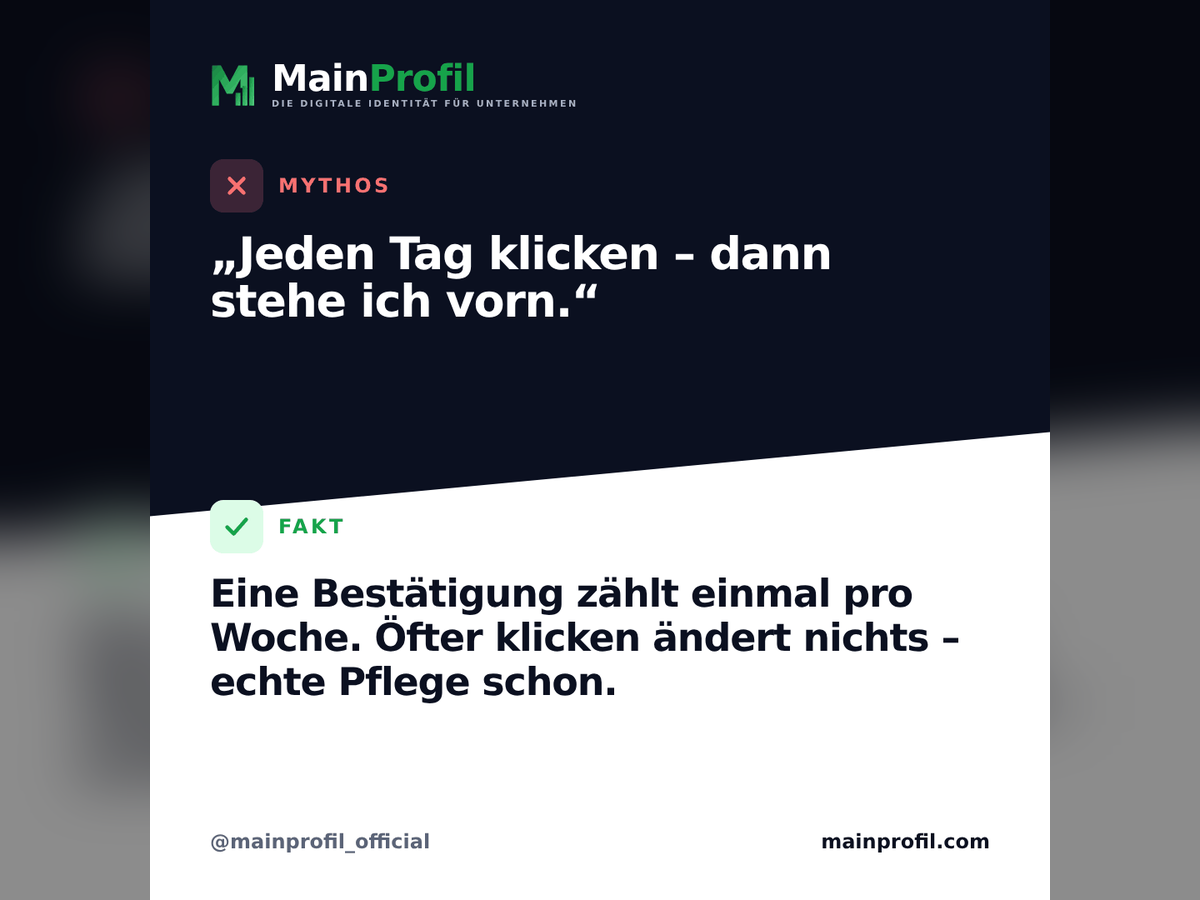 MainProfil
DIE DIGITALE IDENTITÄT FÜR UNTERNEHMEN
MYTHOS
„Jeden Tag klicken – dann
stehe ich vorn.“
FAKT
Eine Bestätigung zählt einmal pro
Woche. Öfter klicken ändert nichts –
echte Pflege schon.
@mainprofil_official
mainprofil.com